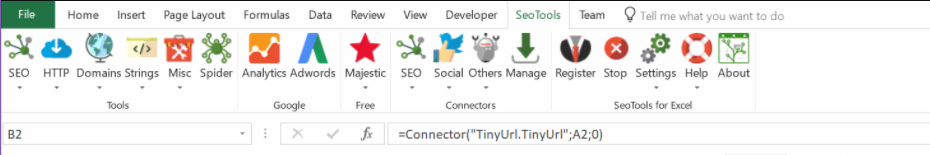 File Home Insert Page Layout Formulas Data Review View Developer SeoTools Team Tell me what you want to do
SEO HTTP Domains Strings Misc Spider Analytics Adwords Majestic SEO Social Others Manage Register Stop Settings Help About
Tools Google Free Connectors SeoTools for Excel
B2 fx =Connector("TinyUrl.TinyUrl";A2;0)